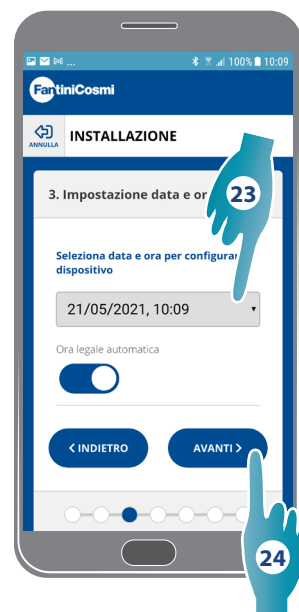 ... 100% 10:09
FantiniCosmi
ANNULLA
INSTALLAZIONE
3. Impostazione data e or
23
Seleziona data e ora per configurar
dispositivo
21/05/2021, 10:09
Ora legale automatica
< INDIETRO
AVANTI >
24